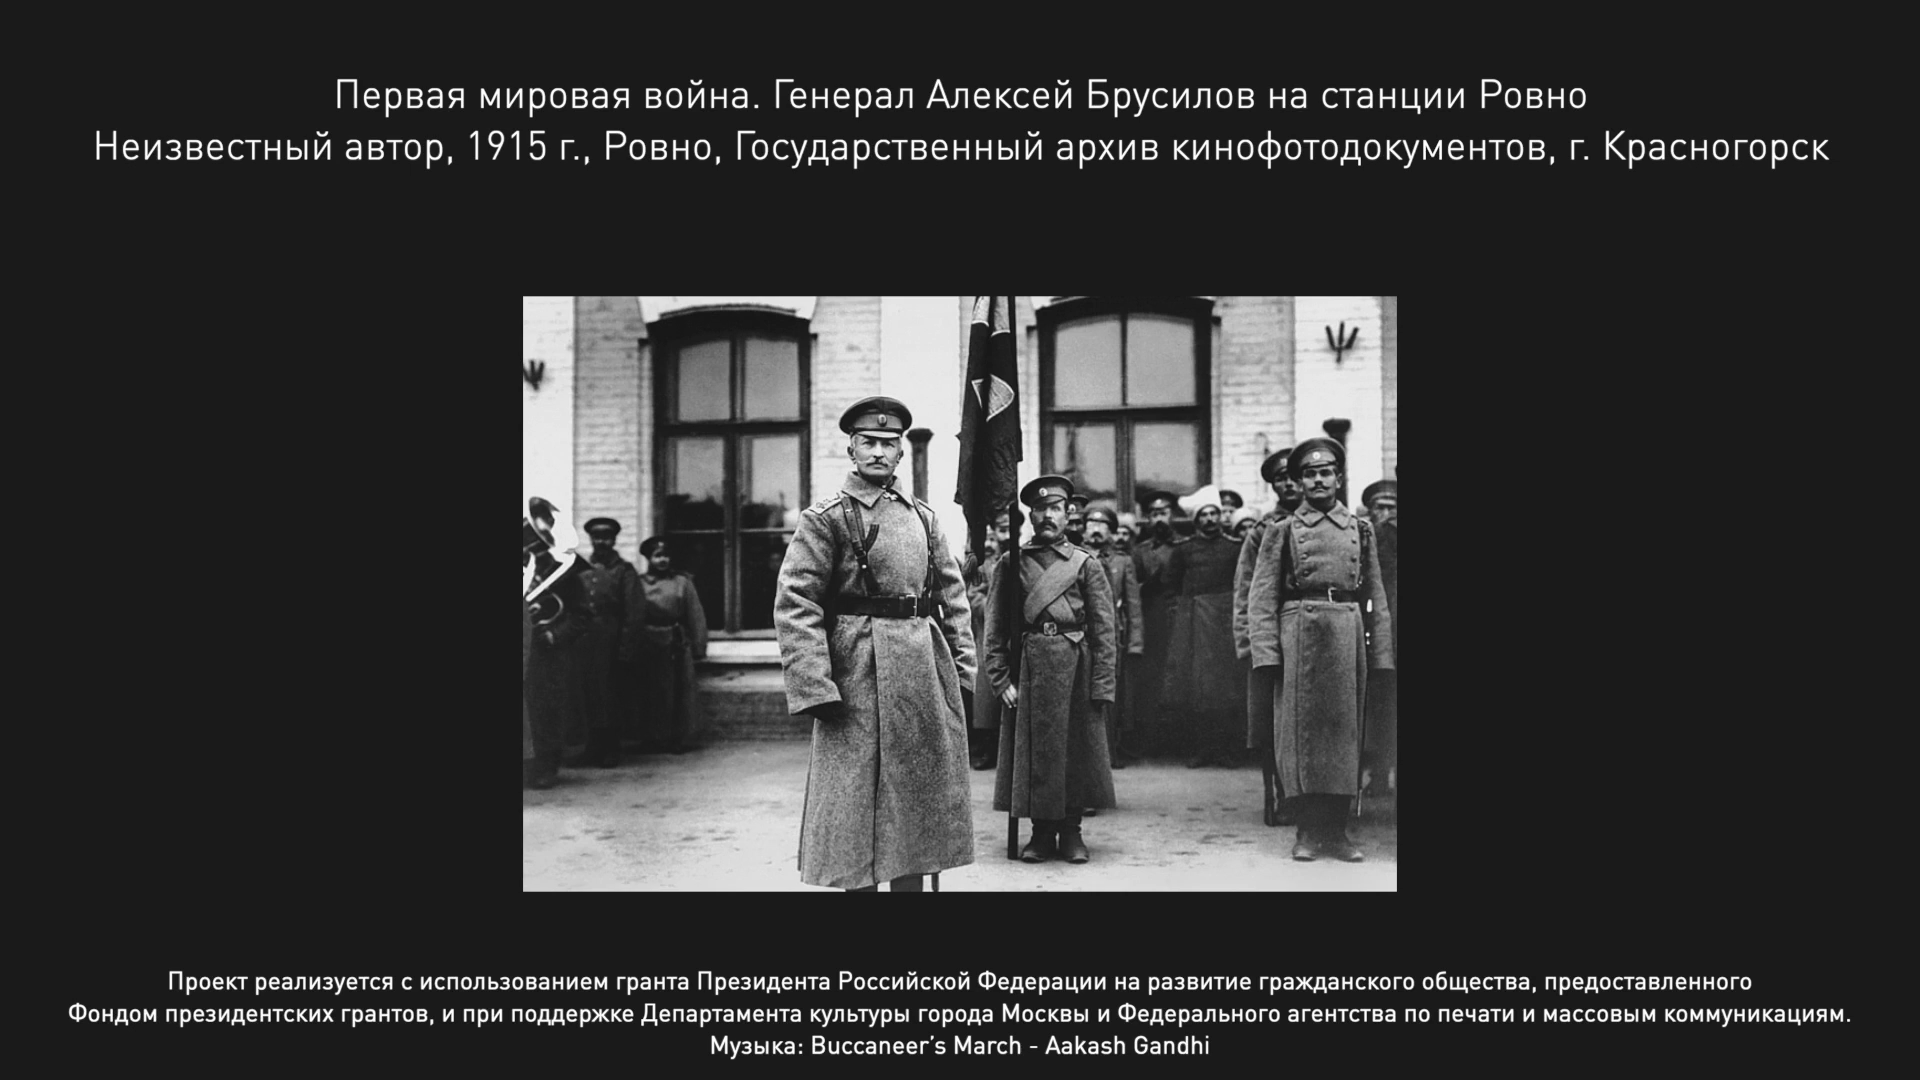 Первая мировая война. Генерал Алексей Брусилов на станции Ровно
Неизвестный автор, 1915 г., Ровно, Государственный архив кинофотодокументов, г. Красногорск
Проект реализуется с использованием гранта Президента Российской Федерации на развитие гражданского общества, предоставленного
Фондом президентских грантов, и при поддержке Департамента культуры города Москвы и Федерального агентства по печати и массовым коммуникациям.
Музыка: Buccaneer’s March - Aakash Gandhi